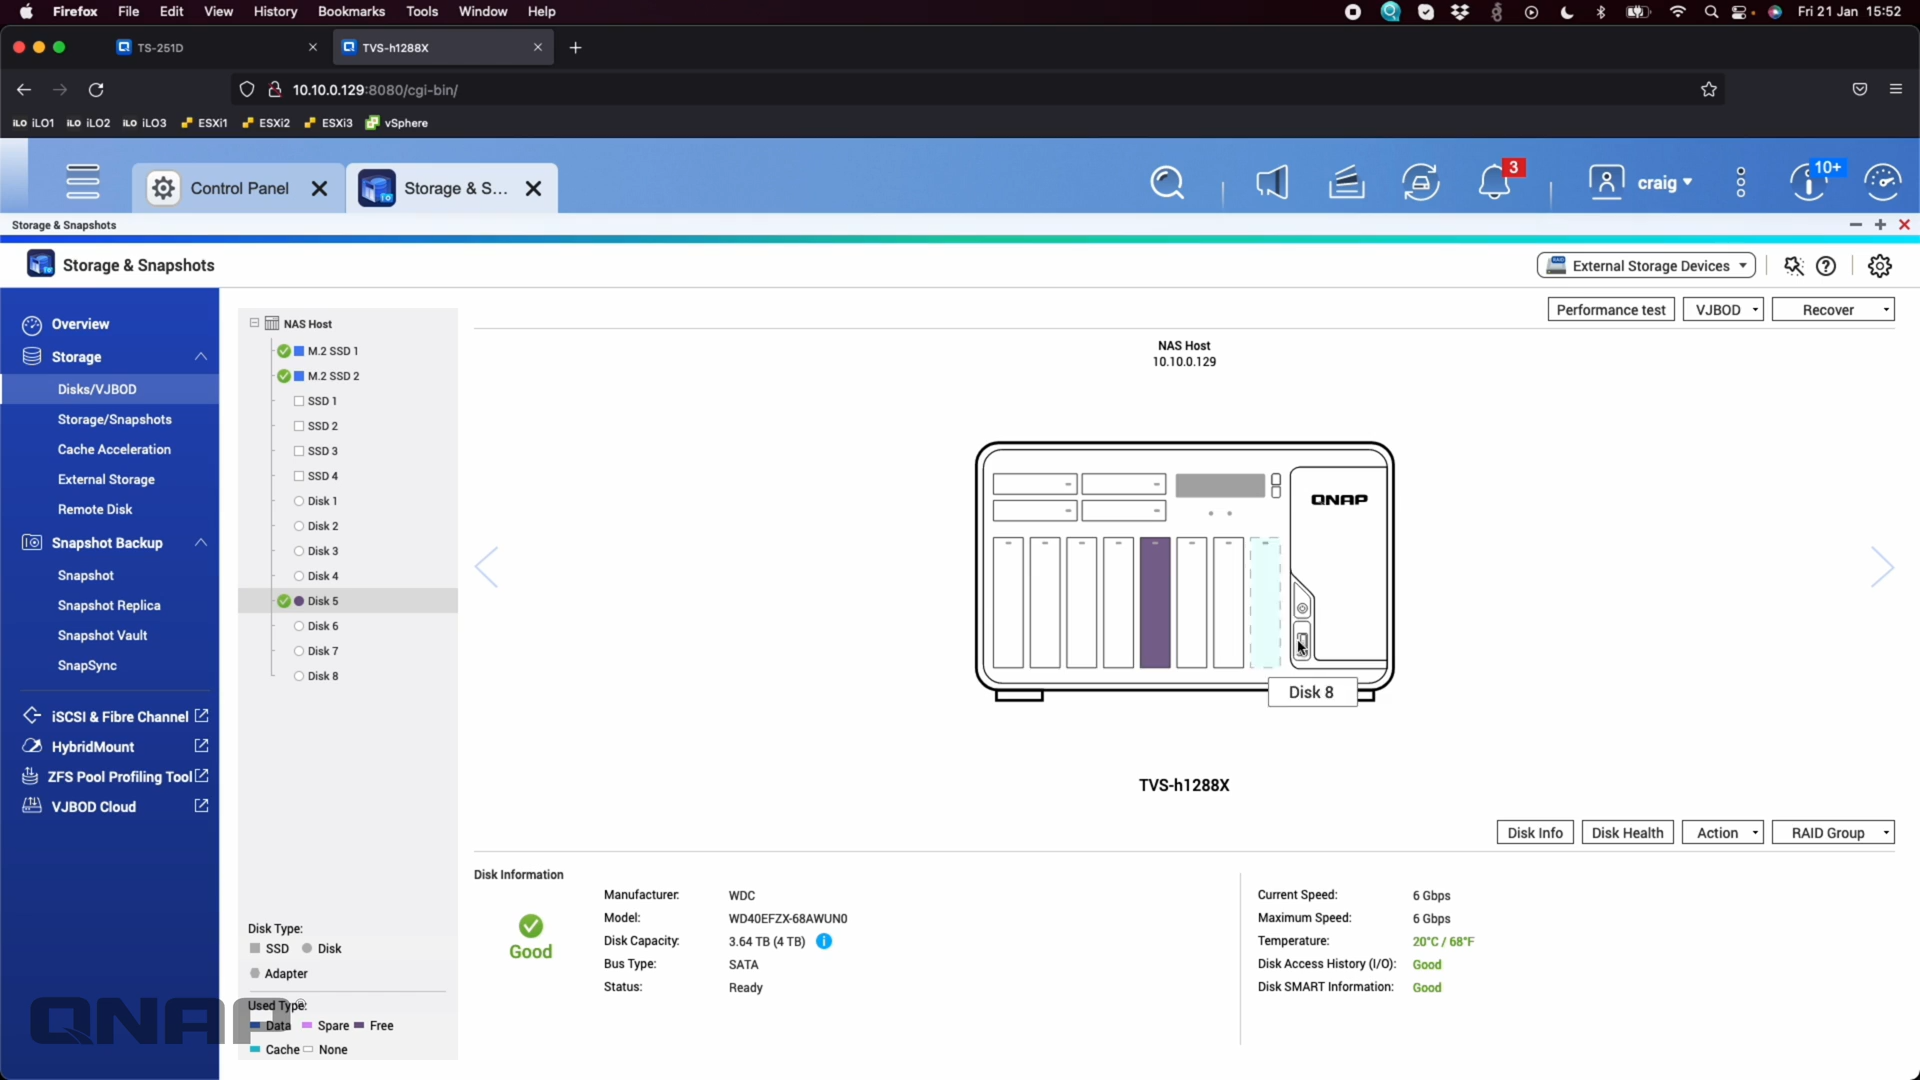 Firefox File Edit View History Bookmarks Tools Window Help Fri 21 Jan 15:52
TS-251D TVS-h1288X
10.10.0.129:8080/cgi-bin/
iLO iLO1 iLO iLO2 iLO iLO3 ESXi1 ESXi2 ESXi3 vSphere
Control Panel Storage & S... 3 craig 10+
Storage & Snapshots
Storage & Snapshots External Storage Devices
Performance test VJBOD Recover
Overview
Storage
Disks/VJBOD
Storage/Snapshots
Cache Acceleration
External Storage
Remote Disk
Snapshot Backup
Snapshot
Snapshot Replica
Snapshot Vault
SnapSync
iSCSI & Fibre Channel
HybridMount
ZFS Pool Profiling Tool
VJBOD Cloud
NAS Host
M.2 SSD 1
M.2 SSD 2
SSD 1
SSD 2
SSD 3
SSD 4
Disk 1
Disk 2
Disk 3
Disk 4
Disk 5
Disk 6
Disk 7
Disk 8
Disk Type:
SSD Disk
Adapter
Used Type:
Data Spare Free
Cache None
QNAP
NAS Host
10.10.0.129
QNAP
Disk 8
TVS-h1288X
Disk Info Disk Health Action RAID Group
Disk Information
Good
Manufacturer: WDC
Model: WD40EFZX-68AWUN0
Disk Capacity: 3.64 TB (4 TB)
Bus Type: SATA
Status: Ready
Current Speed: 6 Gbps
Maximum Speed: 6 Gbps
Temperature: 20°C / 68°F
Disk Access History (I/O): Good
Disk SMART Information: Good